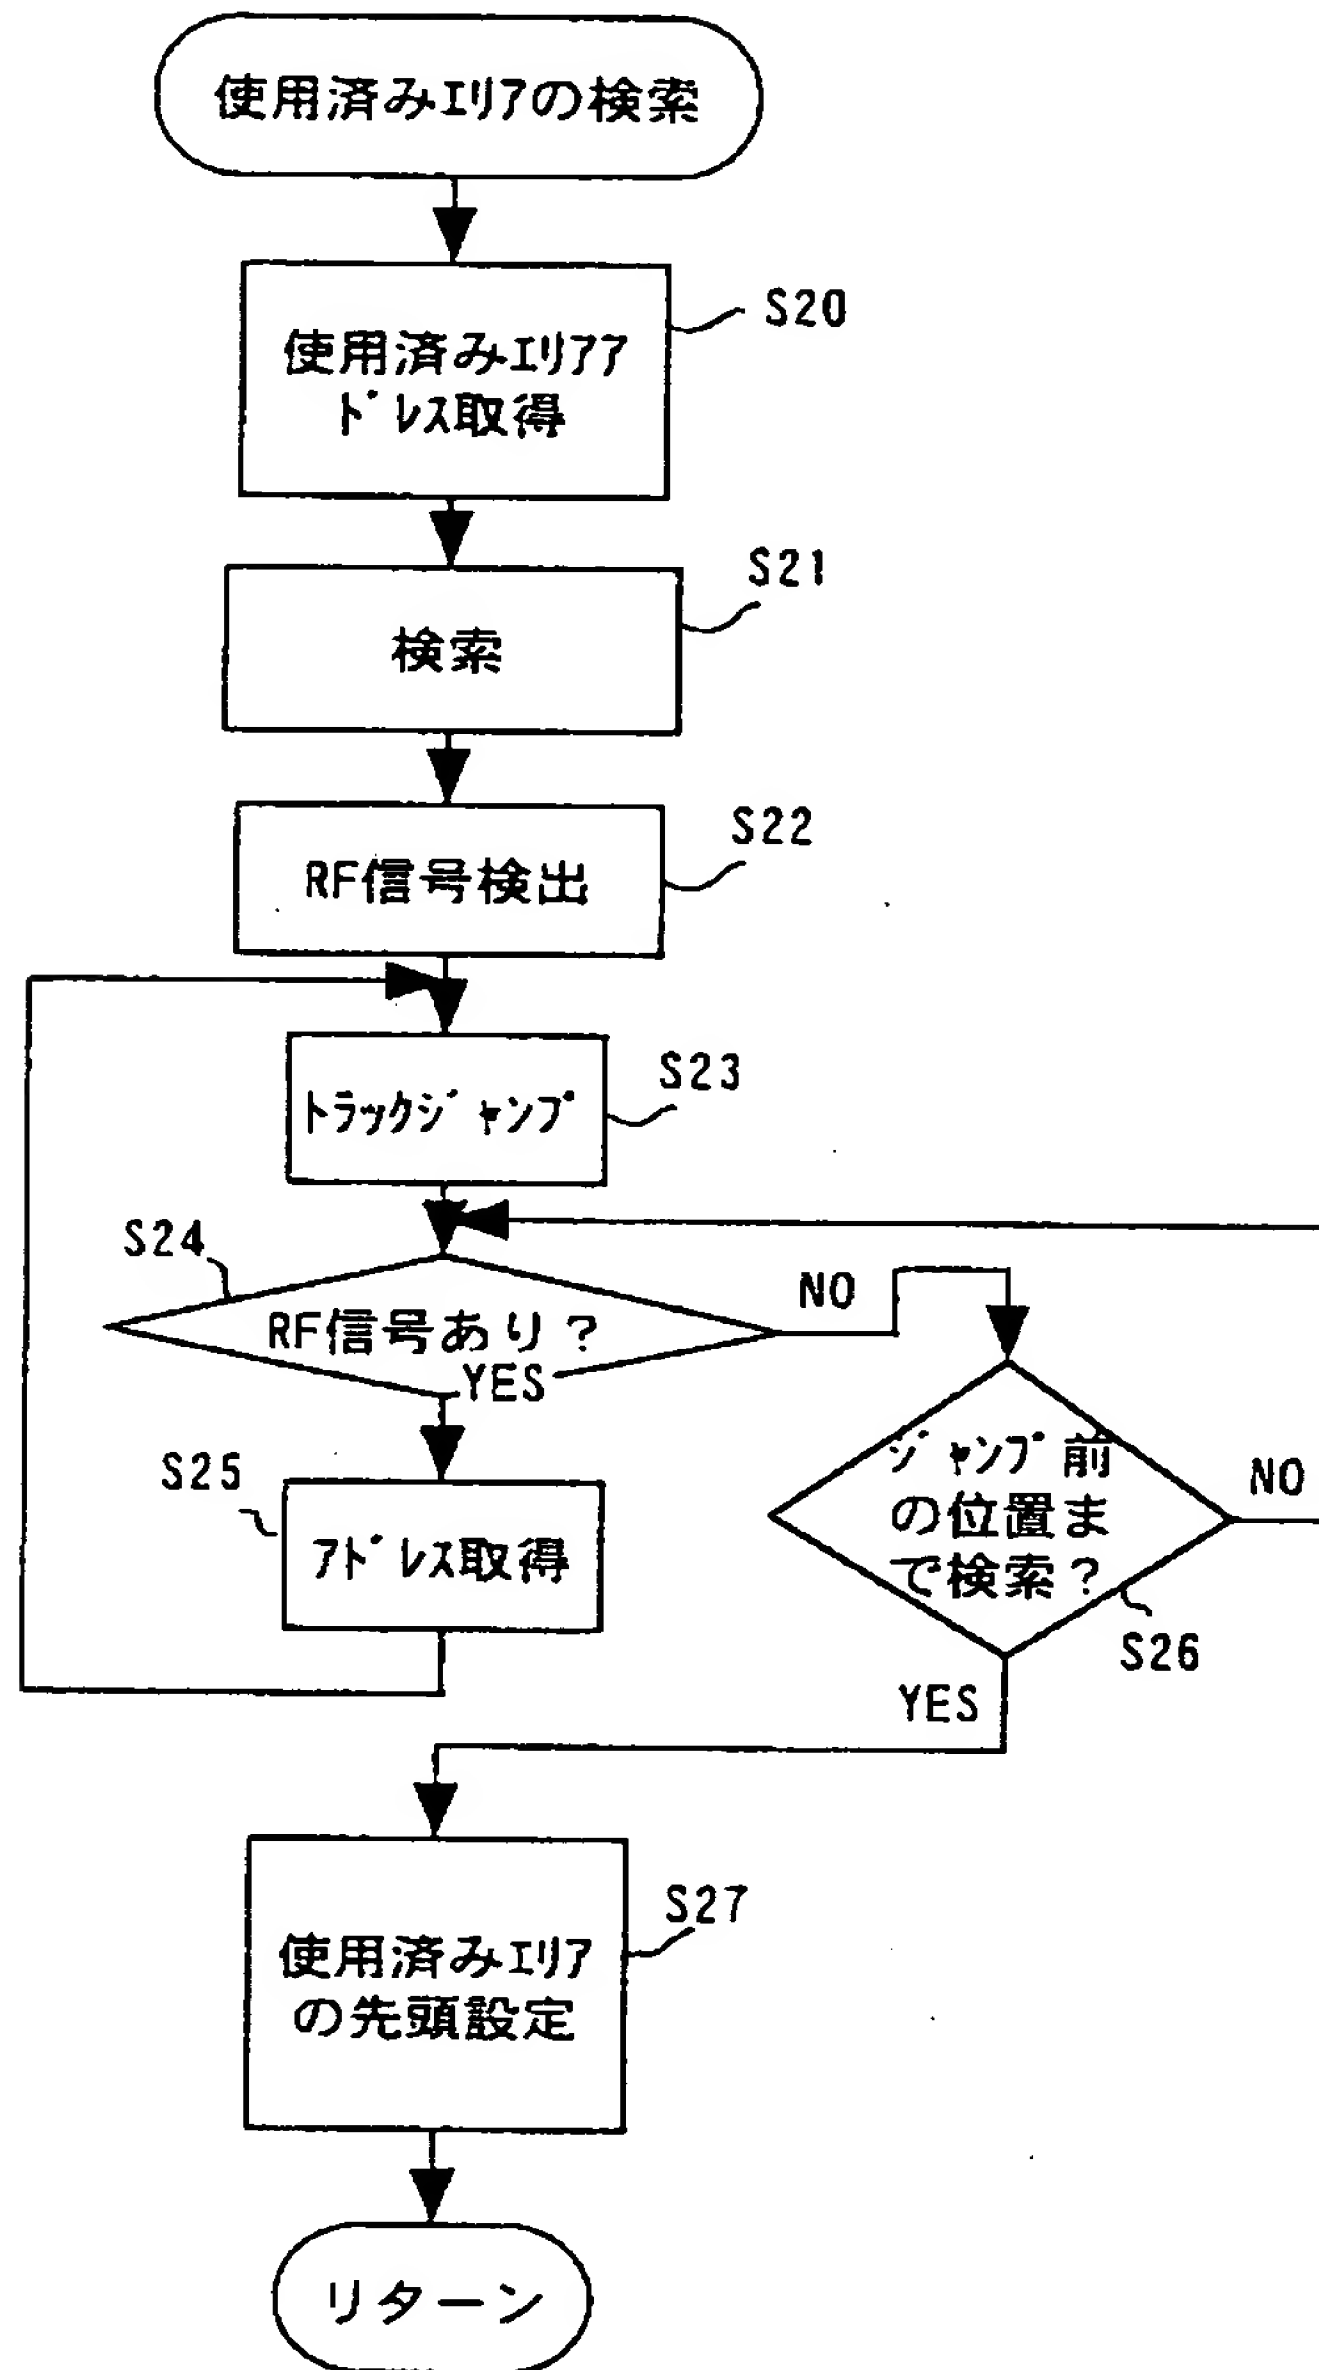 使用済みｴﾘｱの検索
S20
使用済みｴﾘｱｱ
ﾄﾞﾚｽ取得
S21
検索
S22
RF信号検出
S23
ﾄﾗｯｸｼﾞｬﾝﾌﾟ
S24
RF信号あり？
NO
YES
S25
ｱﾄﾞﾚｽ取得
ｼﾞｬﾝﾌﾟ前
の位置ま
で検索？
NO
S26
YES
S27
使用済みｴﾘｱ
の先頭設定
リターン